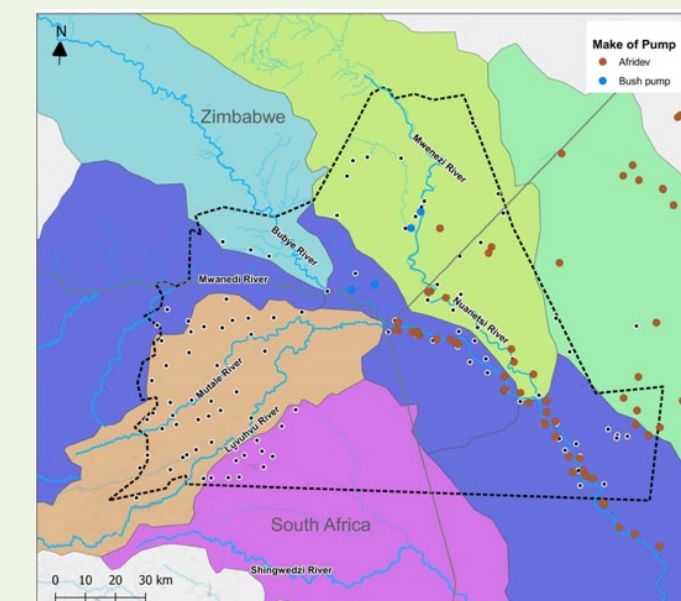 N
Make of Pump
Afridev
Bush pump
Zimbabwe
Mwenezi River
Bubye River
Mwanedi River
Nuanetsi River
Mutale River
Luvuhvu River
South Africa
Shingwedzi River
0 10 20 30 km